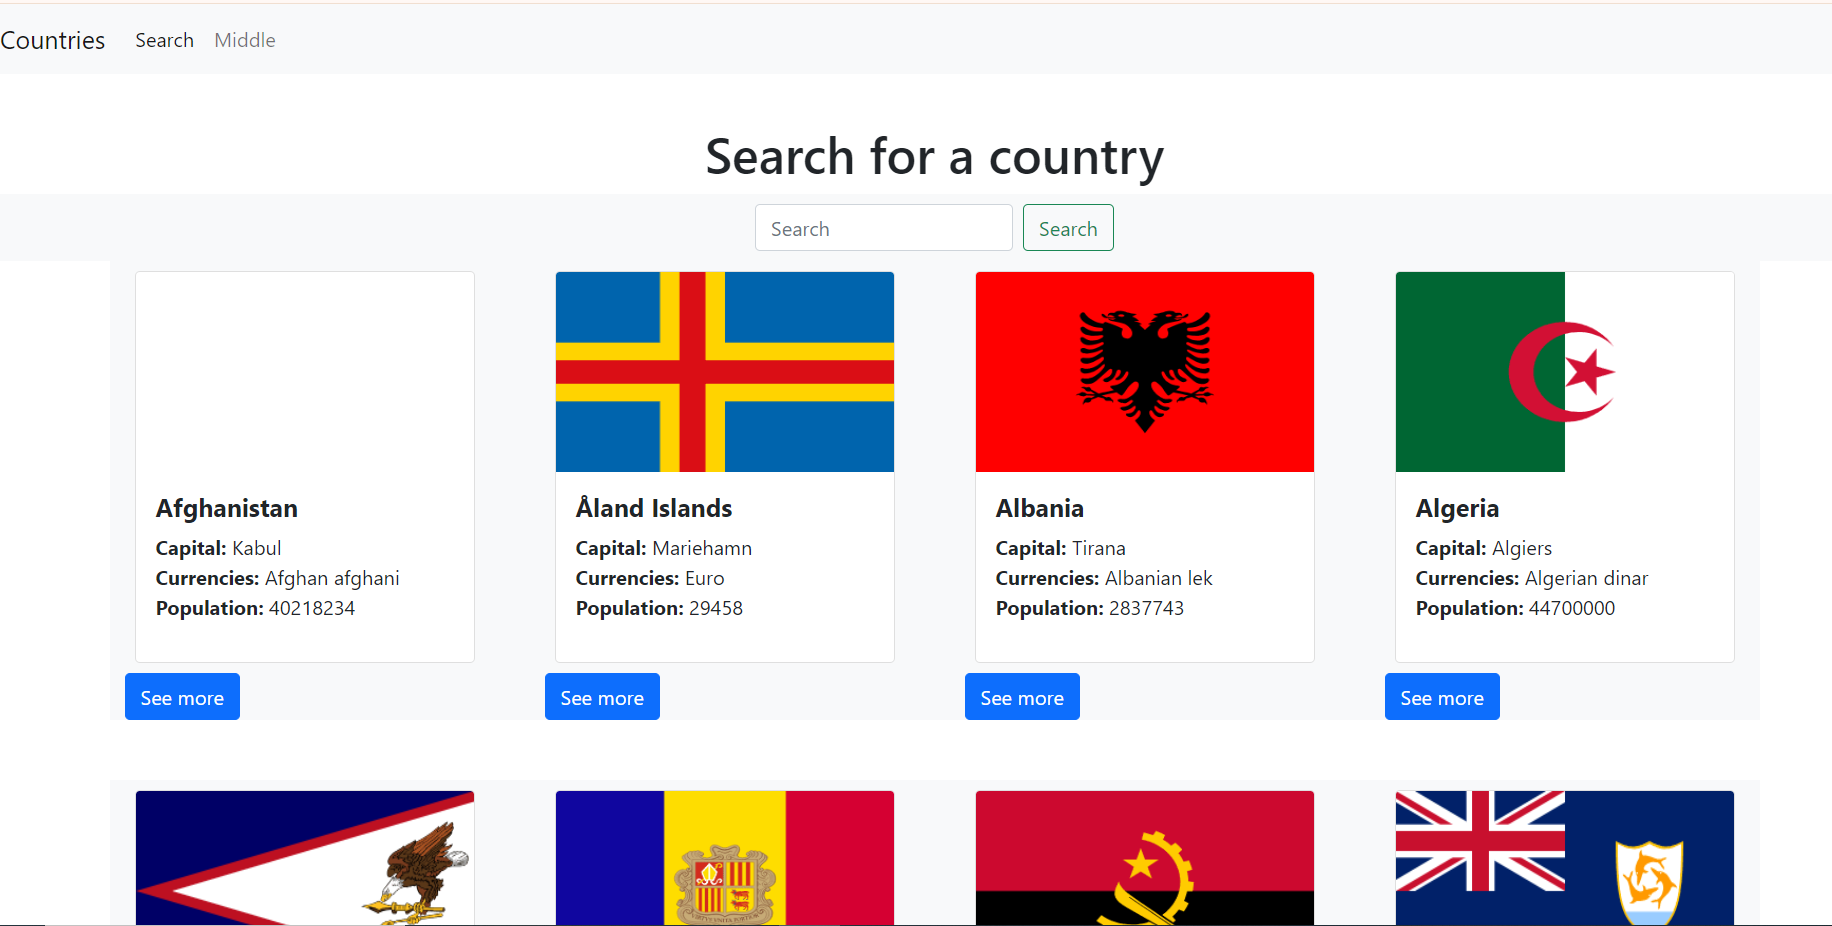 Countries Search Middle
Search for a country
Search Search
Afghanistan
Capital: Kabul
Currencies: Afghan afghani
Population: 40218234
See more
Åland Islands
Capital: Mariehamn
Currencies: Euro
Population: 29458
See more
Albania
Capital: Tirana
Currencies: Albanian lek
Population: 2837743
See more
Algeria
Capital: Algiers
Currencies: Algerian dinar
Population: 44700000
See more